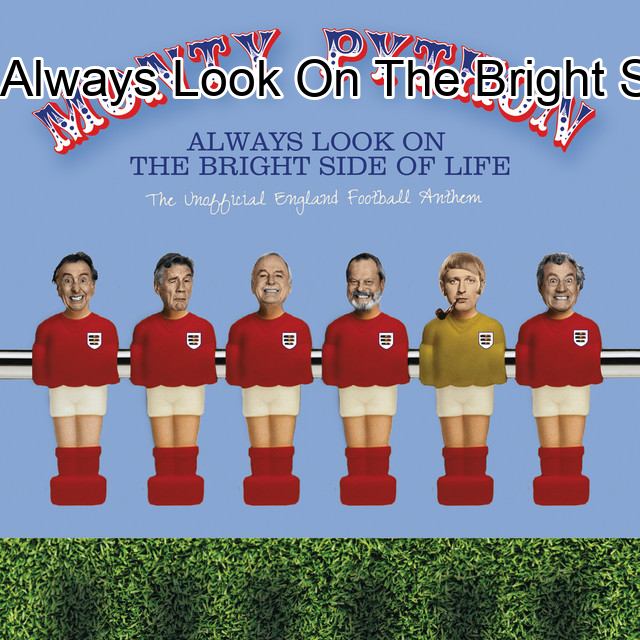 Always Look On The Bright S
MONTY PYTHON
ALWAYS LOOK ON
THE BRIGHT SIDE OF LIFE
The Unofficial England Football Anthem